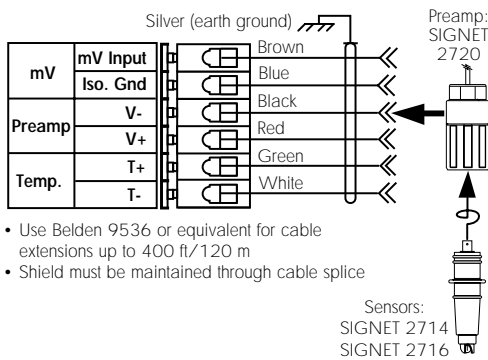 Silver (earth ground)
Preamp:
SIGNET
2720
mV
mV Input
Brown
Iso. Gnd
Blue
Preamp
V-
Black
V+
Red
Temp.
T+
Green
T-
White
• Use Belden 9536 or equivalent for cable
extensions up to 400 ft/120 m
• Shield must be maintained through cable splice
Sensors:
SIGNET 2714
SIGNET 2716